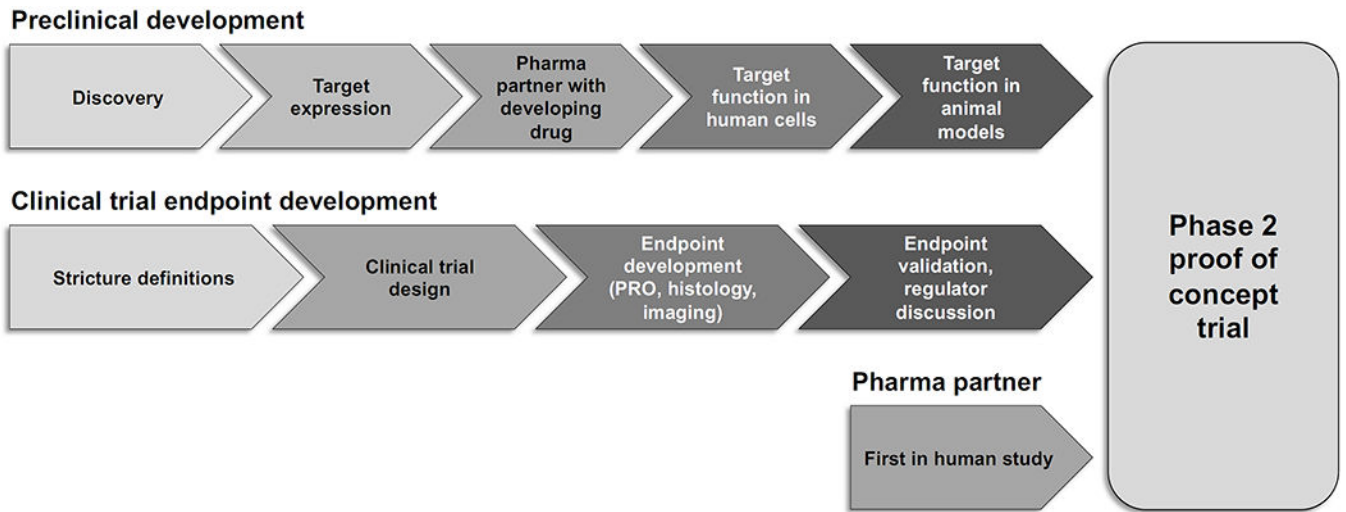 Preclinical development
Discovery
Target
expression
Pharma
partner with
developing
drug
Target
function in
human cells
Target
function in
animal
models
Clinical trial endpoint development
Stricture definitions
Clinical trial
design
Endpoint
development
(PRO, histology,
imaging)
Endpoint
validation,
regulator
discussion
Pharma partner
First in human study
Phase 2
proof of
concept
trial